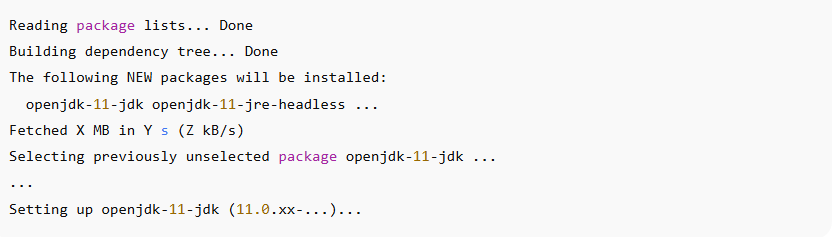 Reading package lists... Done
Building dependency tree... Done
The following NEW packages will be installed:
  openjdk-11-jdk openjdk-11-jre-headless ...
Fetched X MB in Y s (Z kB/s)
Selecting previously unselected package openjdk-11-jdk ...
...
Setting up openjdk-11-jdk (11.0.xx-...)...